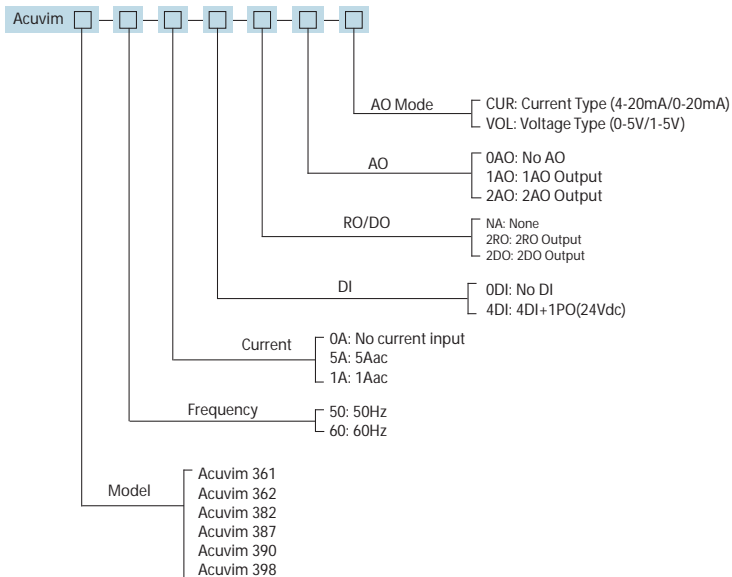 Acuvim
AO Mode
CUR: Current Type (4-20mA/0-20mA)
VOL: Voltage Type (0-5V/1-5V)
AO
0AO: No AO
1AO: 1AO Output
2AO: 2AO Output
RO/DO
NA: None
2RO: 2RO Output
2DO: 2DO Output
DI
0DI: No DI
4DI: 4DI+1PO(24Vdc)
Current
0A: No current input
5A: 5Aac
1A: 1Aac
Frequency
50: 50Hz
60: 60Hz
Model
Acuvim 361
Acuvim 362
Acuvim 382
Acuvim 387
Acuvim 390
Acuvim 398